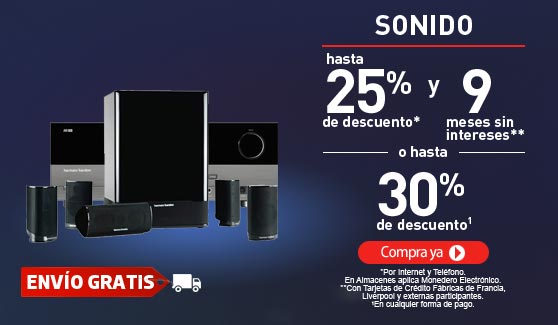 SONIDO
hasta
25% y 9
de descuento* meses sin
intereses**
o hasta
30%
de descuento¹
Compra ya
ENVÍO GRATIS
*Por Internet y Teléfono.
En Almacenes aplica Monedero Electrónico.
**Con Tarjetas de Crédito Fábricas de Francia,
Liverpool y externas participantes.
¹En cualquier forma de pago.
harman/kardon